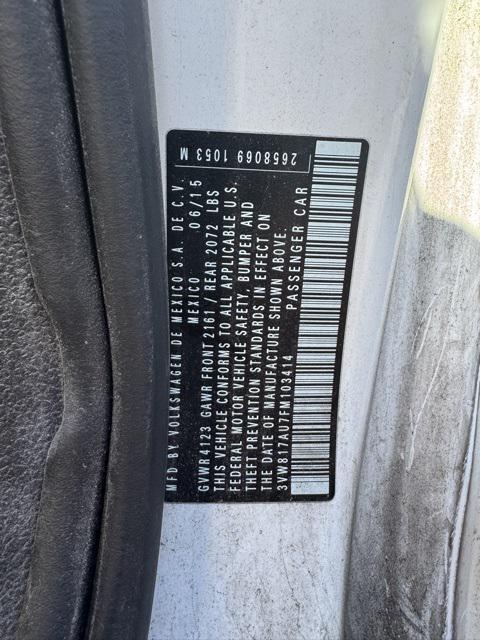 MFD BY VOLKSWAGEN DE MEXICO S.A. DE C.V.
MEXICO 06/15
GVWR 4123 GAWR FRONT 2161/ REAR 2072 LBS
THIS VEHICLE CONFORMS TO ALL APPLICABLE U.S.
FEDERAL MOTOR VEHICLE SAFETY, BUMPER AND
THEFT PREVENTION STANDARDS IN EFFECT ON
THE DATE OF MANUFACTURE SHOWN ABOVE.
3VW817AU7FM103414 PASSENGER CAR
2658069 1053 M